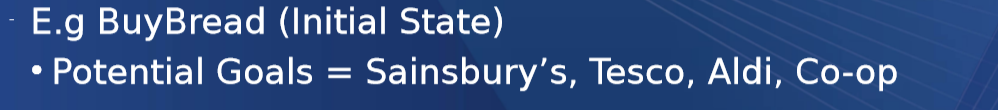 - E.g BuyBread (Initial State)
• Potential Goals = Sainsbury’s, Tesco, Aldi, Co-op